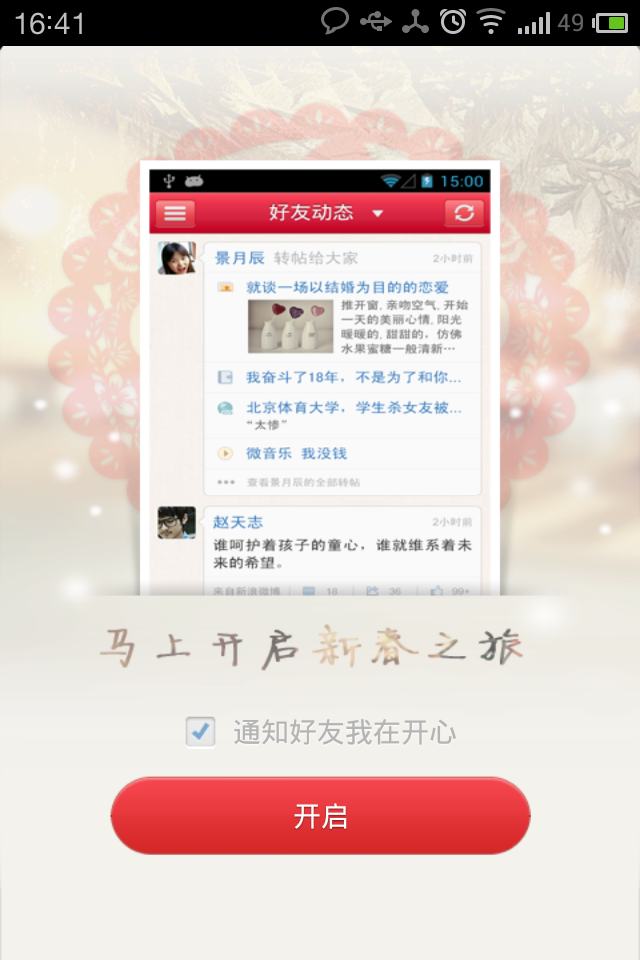 16:41
49
15:00
好友动态
景月辰 转帖给大家
2小时前
就谈一场以结婚为目的的恋爱
推开窗,亲吻空气,开始
一天的美丽心情,阳光
暖暖的,甜甜的,仿佛
水果蜜糖一般清新…
我奋斗了18年，不是为了和你...
北京体育大学，学生杀女友被...
“太惨”
微音乐 我没钱
查看景月辰的全部转帖
赵天志
2小时前
谁呵护着孩子的童心，谁就维系着未
来的希望。
来自新浪微博 18 36 99+
马上开启新春之旅
通知好友我在开心
开启